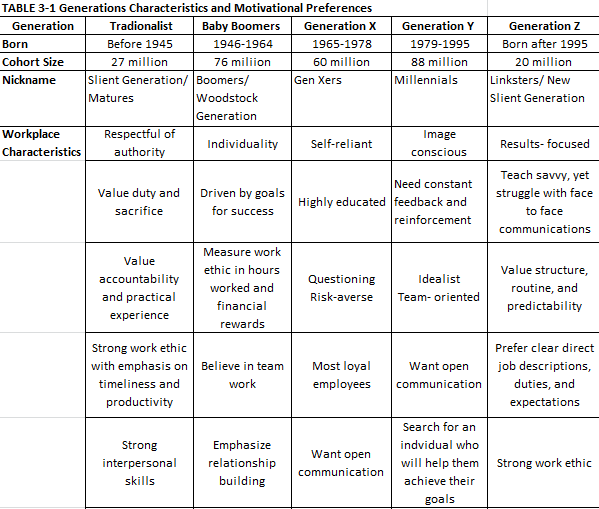 TABLE 3-1 Generations Characteristics and Motivational Preferences
Generation Tradionalist Baby Boomers Generation X Generation Y Generation Z
Born Before 1945 1946-1964 1965-1978 1979-1995 Born after 1995
Cohort Size 27 million 76 million 60 million 88 million 20 million
Nickname
Slient Generation/
Matures
Boomers/
Woodstock
Generation
Gen Xers
Millennials
Linksters/ New
Slient Generation
Workplace
Characteristics
Respectful of
authority
Individuality
Self-reliant
Image
conscious
Results- focused
Value duty and
sacrifice
Driven by goals
for success
Highly educated
Need constant
feedback and
reinforcement
Teach savvy, yet
struggle with face
to face
communications
Value
accountability
and practical
experience
Measure work
ethic in hours
worked and
financial
rewards
Questioning
Risk-averse
Idealist
Team- oriented
Value structure,
routine, and
predictability
Strong work ethic
with emphasis on
timeliness and
productivity
Believe in team
work
Most loyal
employees
Want open
communication
Prefer clear direct
job descriptions,
duties, and
expectations
Strong
interpersonal
skills
Emphasize
relationship
building
Want open
communication
Search for an
indvidual who
will help them
achieve their
goals
Strong work ethic